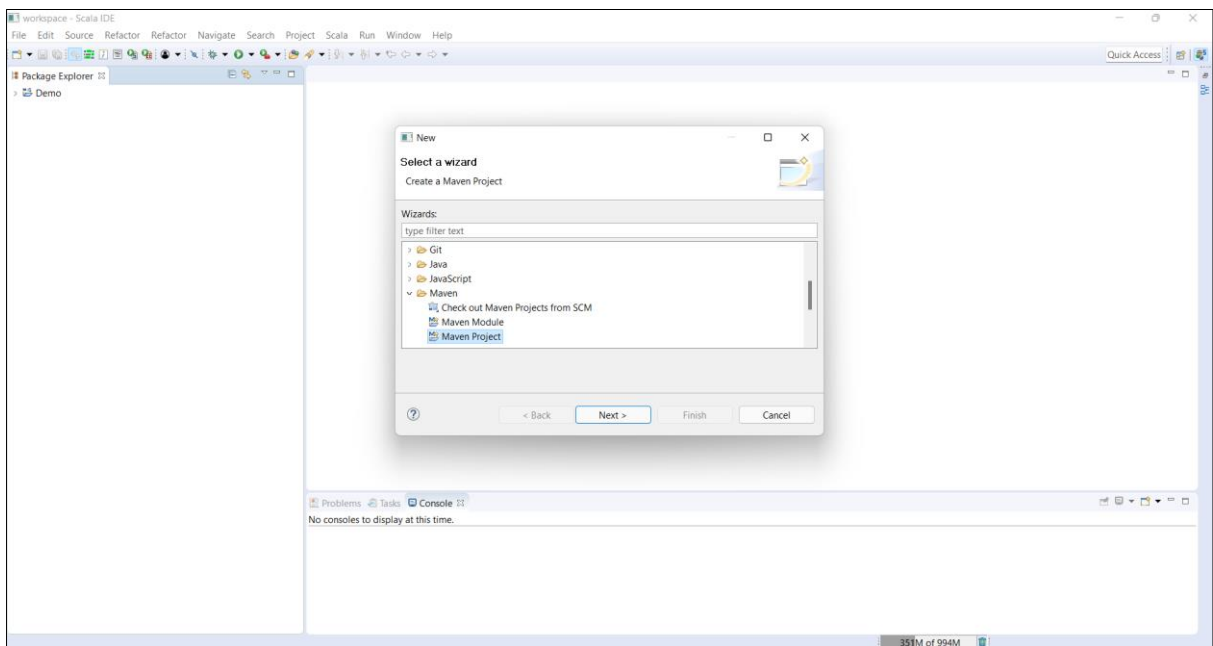 workspace - Scala IDE
File Edit Source Refactor Refactor Navigate Search Project Scala Run Window Help
Quick Access
Package Explorer
Demo
New
Select a wizard
Create a Maven Project
Wizards:
type filter text
Git
Java
JavaScript
Maven
Check out Maven Projects from SCM
Maven Module
Maven Project
< Back Next > Finish Cancel
Problems Tasks Console
No consoles to display at this time.
351M of 994M